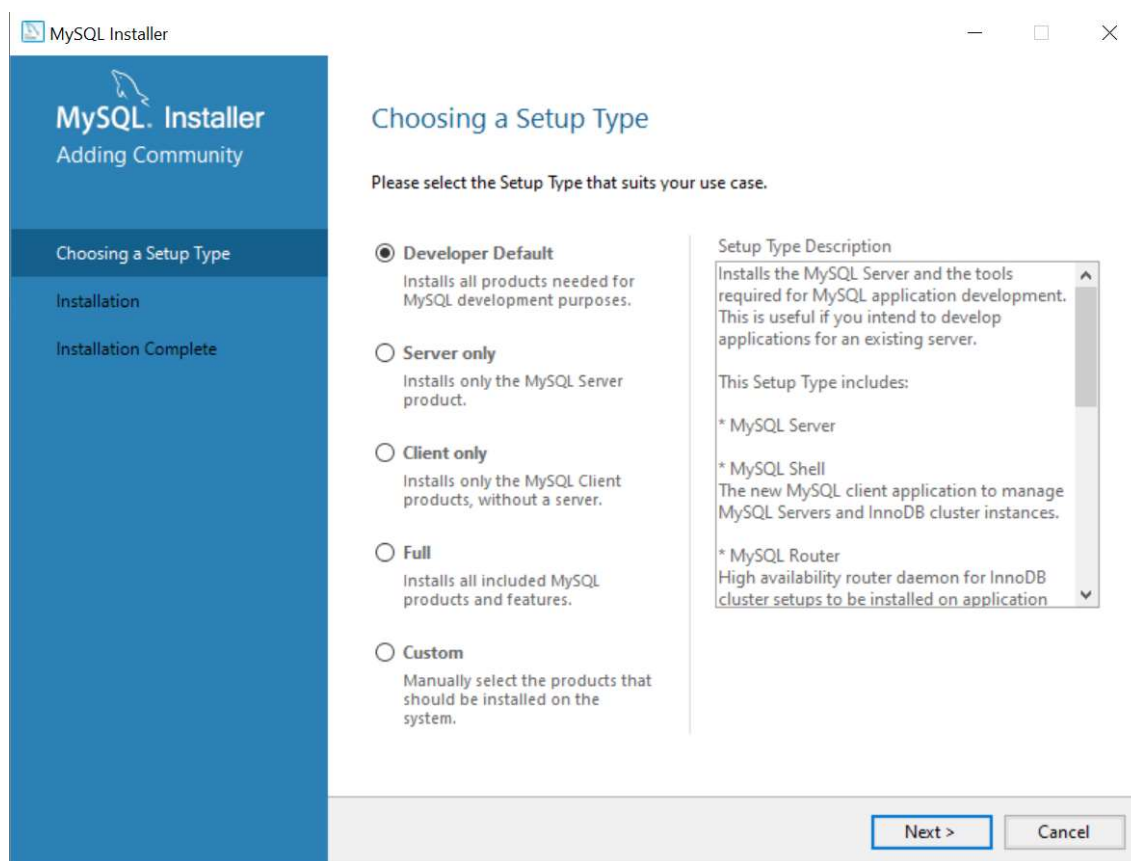 MySQL Installer
MySQL. Installer
Adding Community
Choosing a Setup Type
Installation
Installation Complete
Choosing a Setup Type
Please select the Setup Type that suits your use case.
Developer Default
Installs all products needed for
MySQL development purposes.
Server only
Installs only the MySQL Server
product.
Client only
Installs only the MySQL Client
products, without a server.
Full
Installs all included MySQL
products and features.
Custom
Manually select the products that
should be installed on the
system.
Setup Type Description
Installs the MySQL Server and the tools
required for MySQL application development.
This is useful if you intend to develop
applications for an existing server.
This Setup Type includes:
* MySQL Server
* MySQL Shell
The new MySQL client application to manage
MySQL Servers and InnoDB cluster instances.
* MySQL Router
High availability router daemon for InnoDB
cluster setups to be installed on application
Next >
Cancel